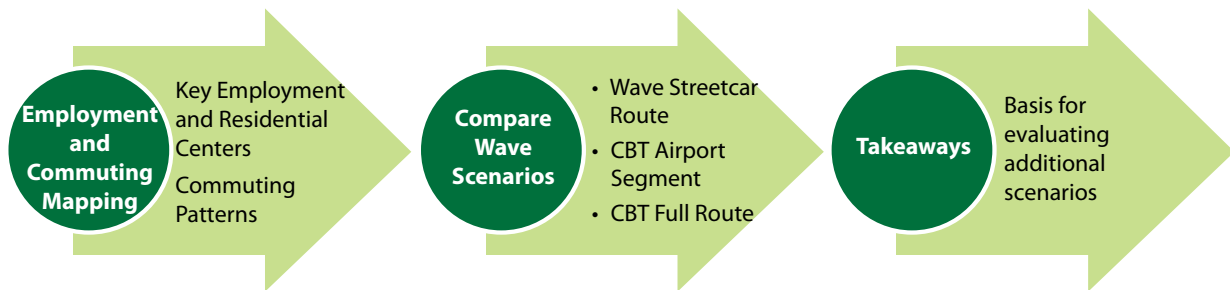 Employment
and
Commuting
Mapping
Key Employment
and Residential
Centers
Commuting
Patterns
Compare
Wave
Scenarios
• Wave Streetcar
Route
• CBT Airport
Segment
• CBT Full Route
Takeaways
Basis for
evaluating
additional
scenarios